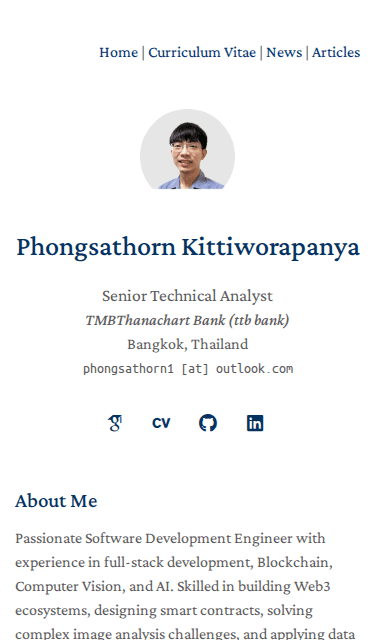 Home | Curriculum Vitae | News | Articles
Phongsathorn Kittiworapanya
Senior Technical Analyst
TMBThanachart Bank (ttb bank)
Bangkok, Thailand
phongsathorn1 [at] outlook.com
CV
About Me
Passionate Software Development Engineer with
experience in full-stack development, Blockchain,
Computer Vision, and AI. Skilled in building Web3
ecosystems, designing smart contracts, solving
complex image analysis challenges, and applying data